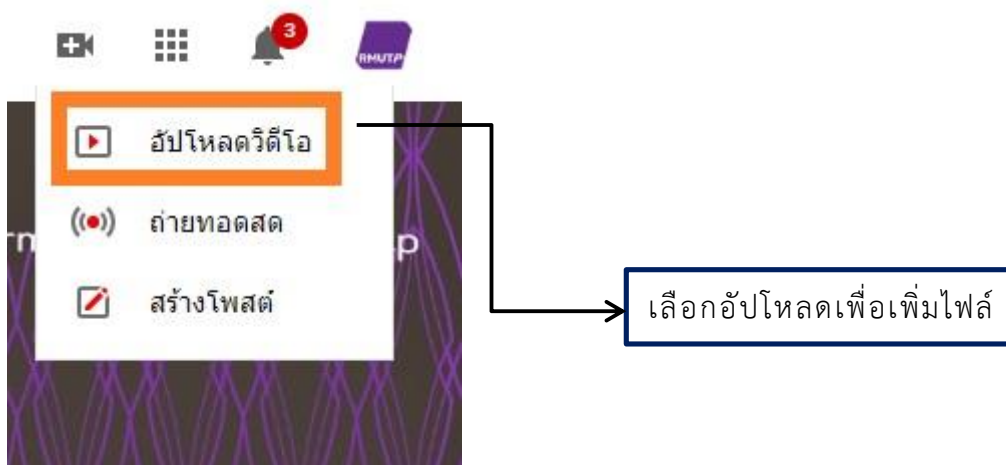 3
RMUTP
อัปโหลดวิดีโอ
ถ่ายทอดสด
rm
p
สร้างโพสต์
เลือกอัปโหลดเพื่อเพิ่มไฟล์